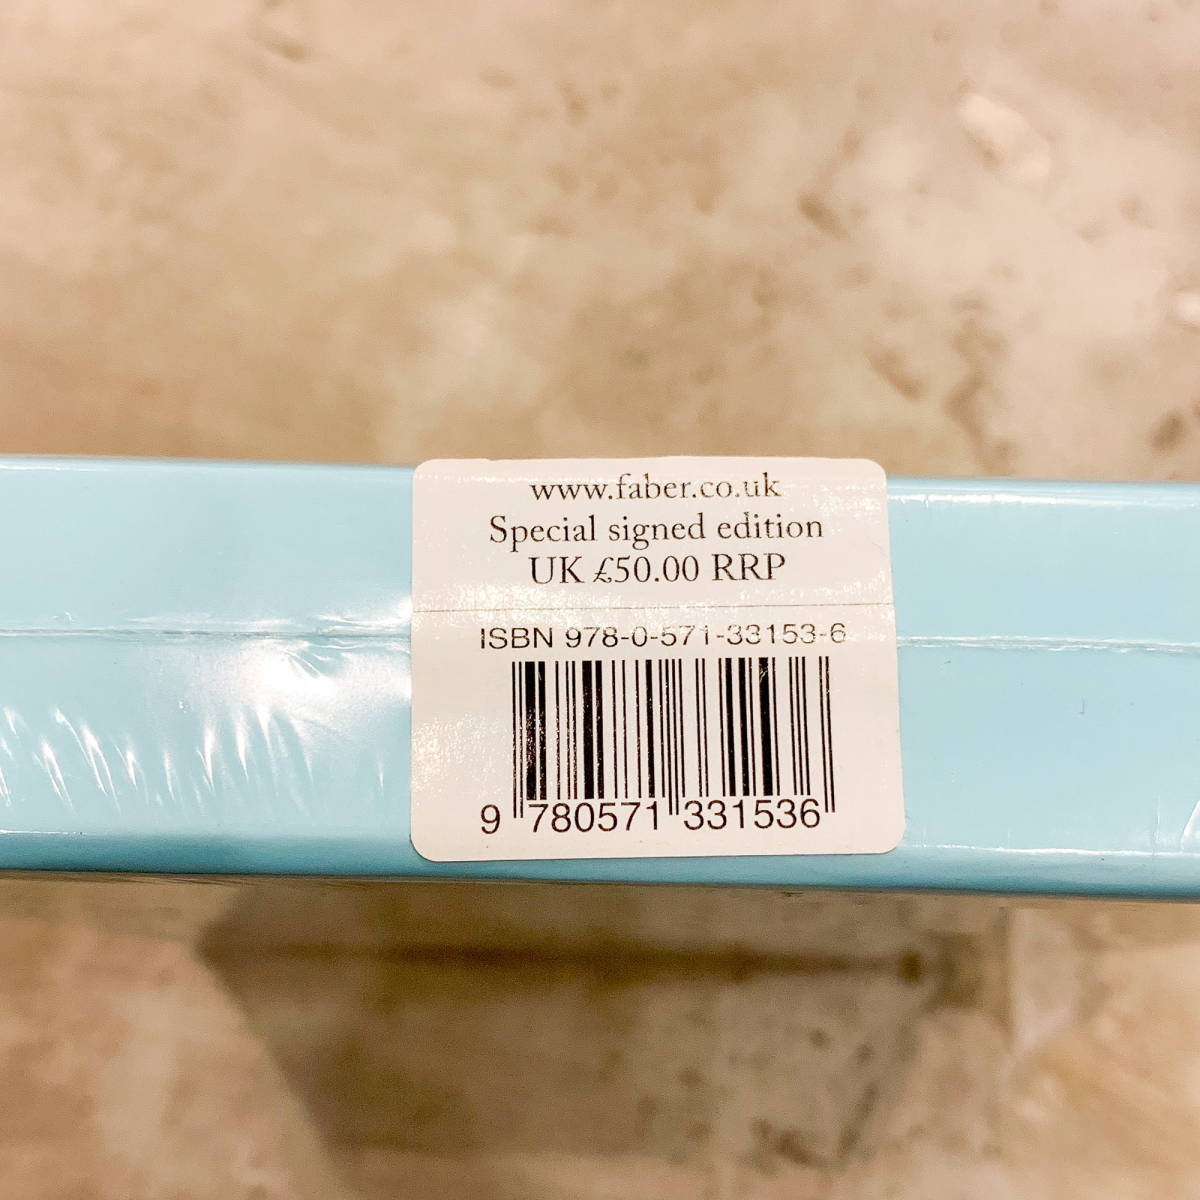 www.faber.co.uk
Special signed edition
UK £50.00 RRP
ISBN 978-0-571-33153-6
9 780571 331536